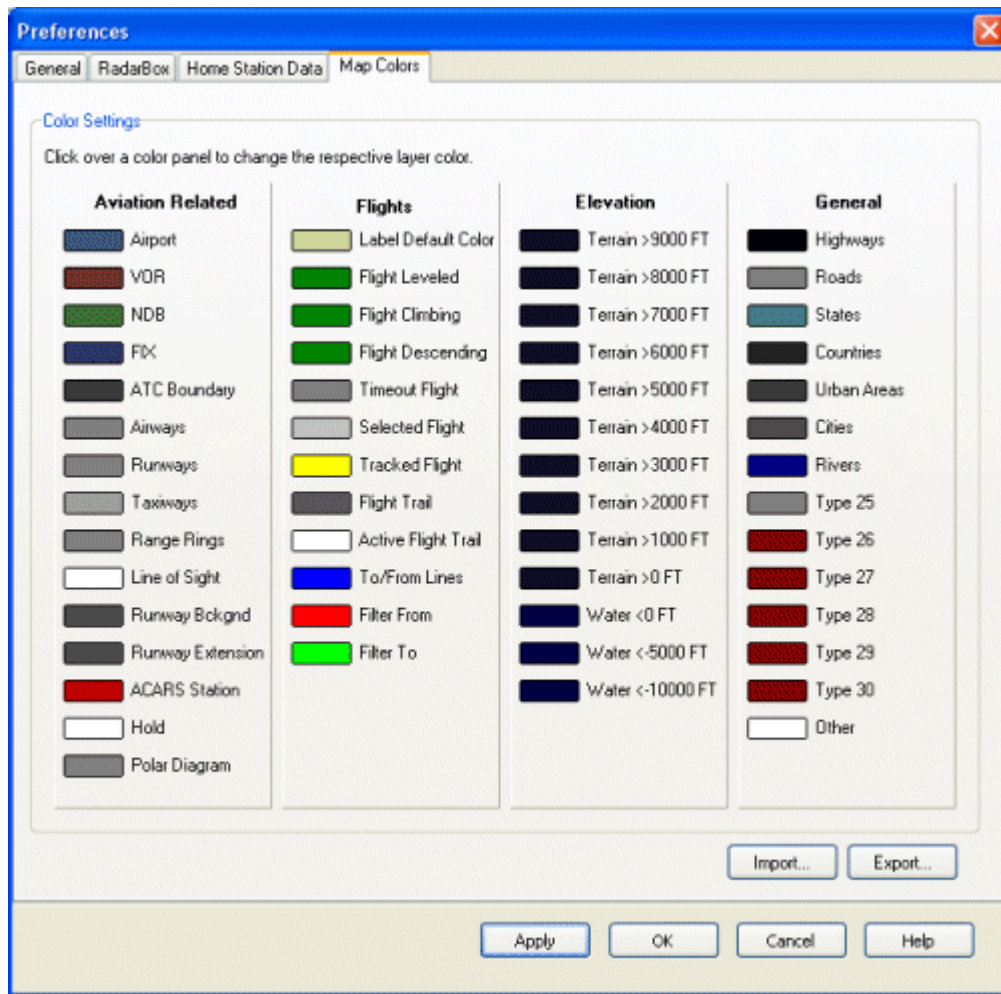 Preferences
General RadarBox Home Station Data Map Colors
Color Settings
Click over a color panel to change the respective layer color.
Aviation Related
Airport
VOR
NDB
FIX
ATC Boundary
Airways
Runways
Taxiways
Range Rings
Line of Sight
Runway Bckgnd
Runway Extension
ACARS Station
Hold
Polar Diagram
Flights
Label Default Color
Flight Leveled
Flight Climbing
Flight Descending
Timeout Flight
Selected Flight
Tracked Flight
Flight Trail
Active Flight Trail
To/From Lines
Filter From
Filter To
Elevation
Terrain >9000 FT
Terrain >8000 FT
Terrain >7000 FT
Terrain >6000 FT
Terrain >5000 FT
Terrain >4000 FT
Terrain >3000 FT
Terrain >2000 FT
Terrain >1000 FT
Terrain >0 FT
Water <0 FT
Water <-5000 FT
Water <-10000 FT
General
Highways
Roads
States
Countries
Urban Areas
Cities
Rivers
Type 25
Type 26
Type 27
Type 28
Type 29
Type 30
Other
Import... Export...
Apply OK Cancel Help